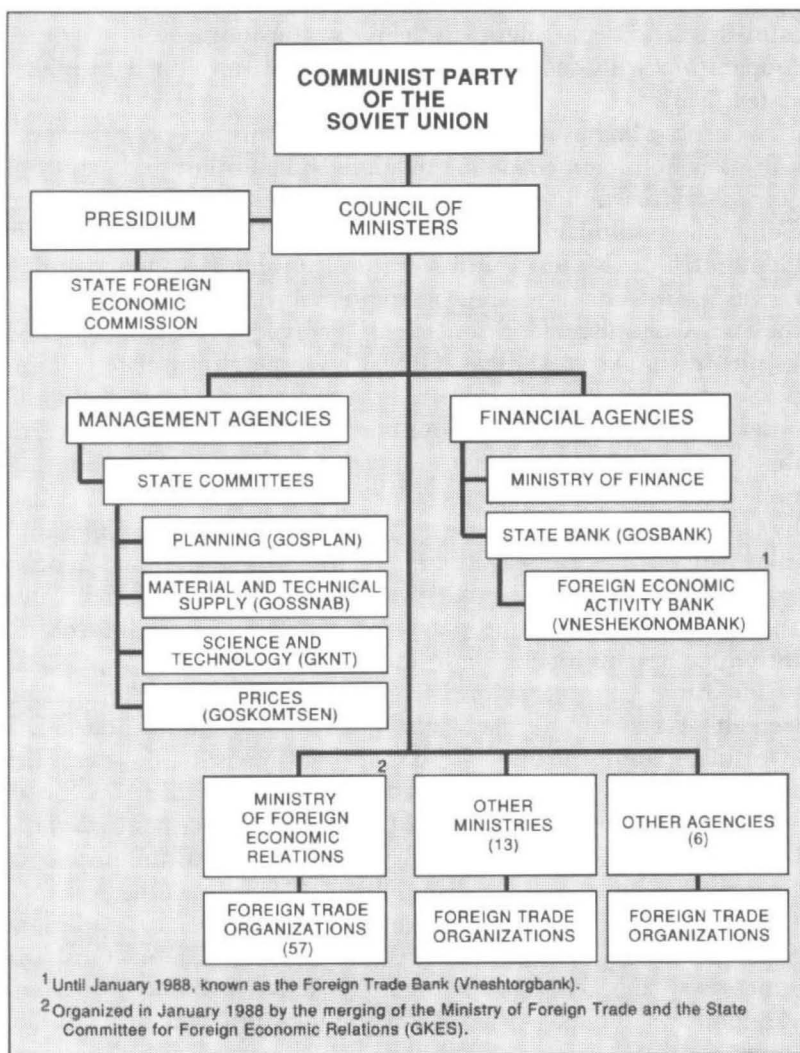 COMMUNIST PARTY
OF THE
SOVIET UNION
PRESIDIUM
COUNCIL OF
MINISTERS
STATE FOREIGN
ECONOMIC
COMMISSION
MANAGEMENT AGENCIES
STATE COMMITTEES
PLANNING (GOSPLAN)
MATERIAL AND TECHNICAL
SUPPLY (GOSSNAB)
SCIENCE AND
TECHNOLOGY (GKNT)
PRICES
(GOSKOMTSEN)
FINANCIAL AGENCIES
MINISTRY OF FINANCE
STATE BANK (GOSBANK)
1
FOREIGN ECONOMIC
ACTIVITY BANK
(VNESHEKONOMBANK)
2
MINISTRY
OF FOREIGN
ECONOMIC
RELATIONS
FOREIGN TRADE
ORGANIZATIONS
(57)
OTHER
MINISTRIES
(13)
FOREIGN TRADE
ORGANIZATIONS
OTHER AGENCIES
(6)
FOREIGN TRADE
ORGANIZATIONS
1 Until January 1988, known as the Foreign Trade Bank (Vneshtorgbank).
2 Organized in January 1988 by the merging of the Ministry of Foreign Trade and the State
Committee for Foreign Economic Relations (GKES).